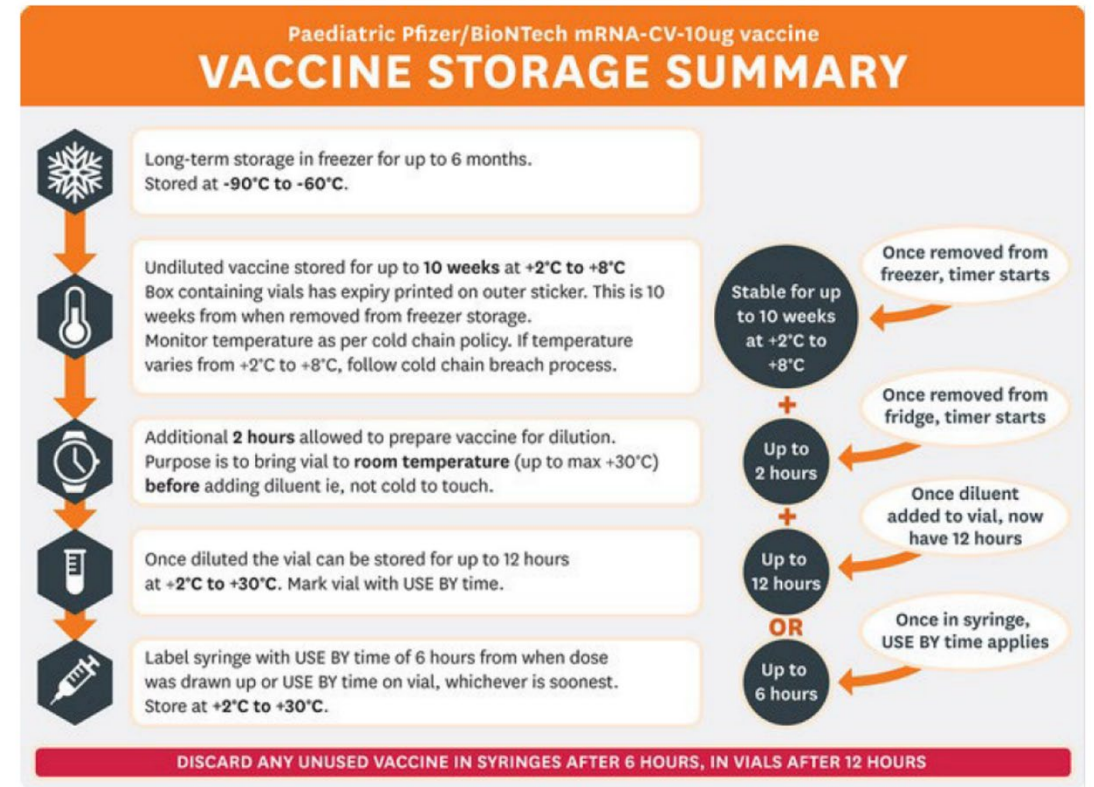 Paediatric Pfizer/BioNTech mRNA-CV-10ug vaccine
VACCINE STORAGE SUMMARY
Long-term storage in freezer for up to 6 months.
Stored at -90°C to -60°C.
Undiluted vaccine stored for up to 10 weeks at +2°C to +8°C
Box containing vials has expiry printed on outer sticker. This is 10
weeks from when removed from freezer storage.
Monitor temperature as per cold chain policy. If temperature
varies from +2°C to +8°C, follow cold chain breach process.
Stable for up
to 10 weeks
at +2°C to
+8°C
Once removed from
freezer, timer starts
+
Additional 2 hours allowed to prepare vaccine for dilution.
Purpose is to bring vial to room temperature (up to max +30°C)
before adding diluent ie, not cold to touch.
Up to
2 hours
Once removed from
fridge, timer starts
+
Once diluted the vial can be stored for up to 12 hours
at +2°C to +30°C. Mark vial with USE BY time.
Up to
12 hours
Once diluent
added to vial, now
have 12 hours
OR
Label syringe with USE BY time of 6 hours from when dose
was drawn up or USE BY time on vial, whichever is soonest.
Store at +2°C to +30°C.
Up to
6 hours
Once in syringe,
USE BY time applies
DISCARD ANY UNUSED VACCINE IN SYRINGES AFTER 6 HOURS, IN VIALS AFTER 12 HOURS